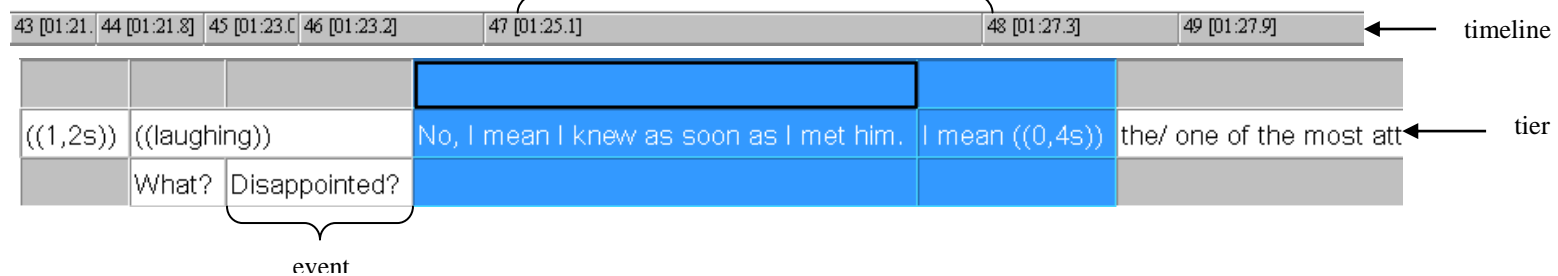 43 [01:21. 44 [01:21.8] 45 [01:23.0 46 [01:23.2] 47 [01:25.1] 48 [01:27.3] 49 [01:27.9] timeline
((1,2s)) ((laughing)) No, I mean I knew as soon as I met him. I mean ((0,4s)) the/ one of the most att tier
What? Disappointed?
event